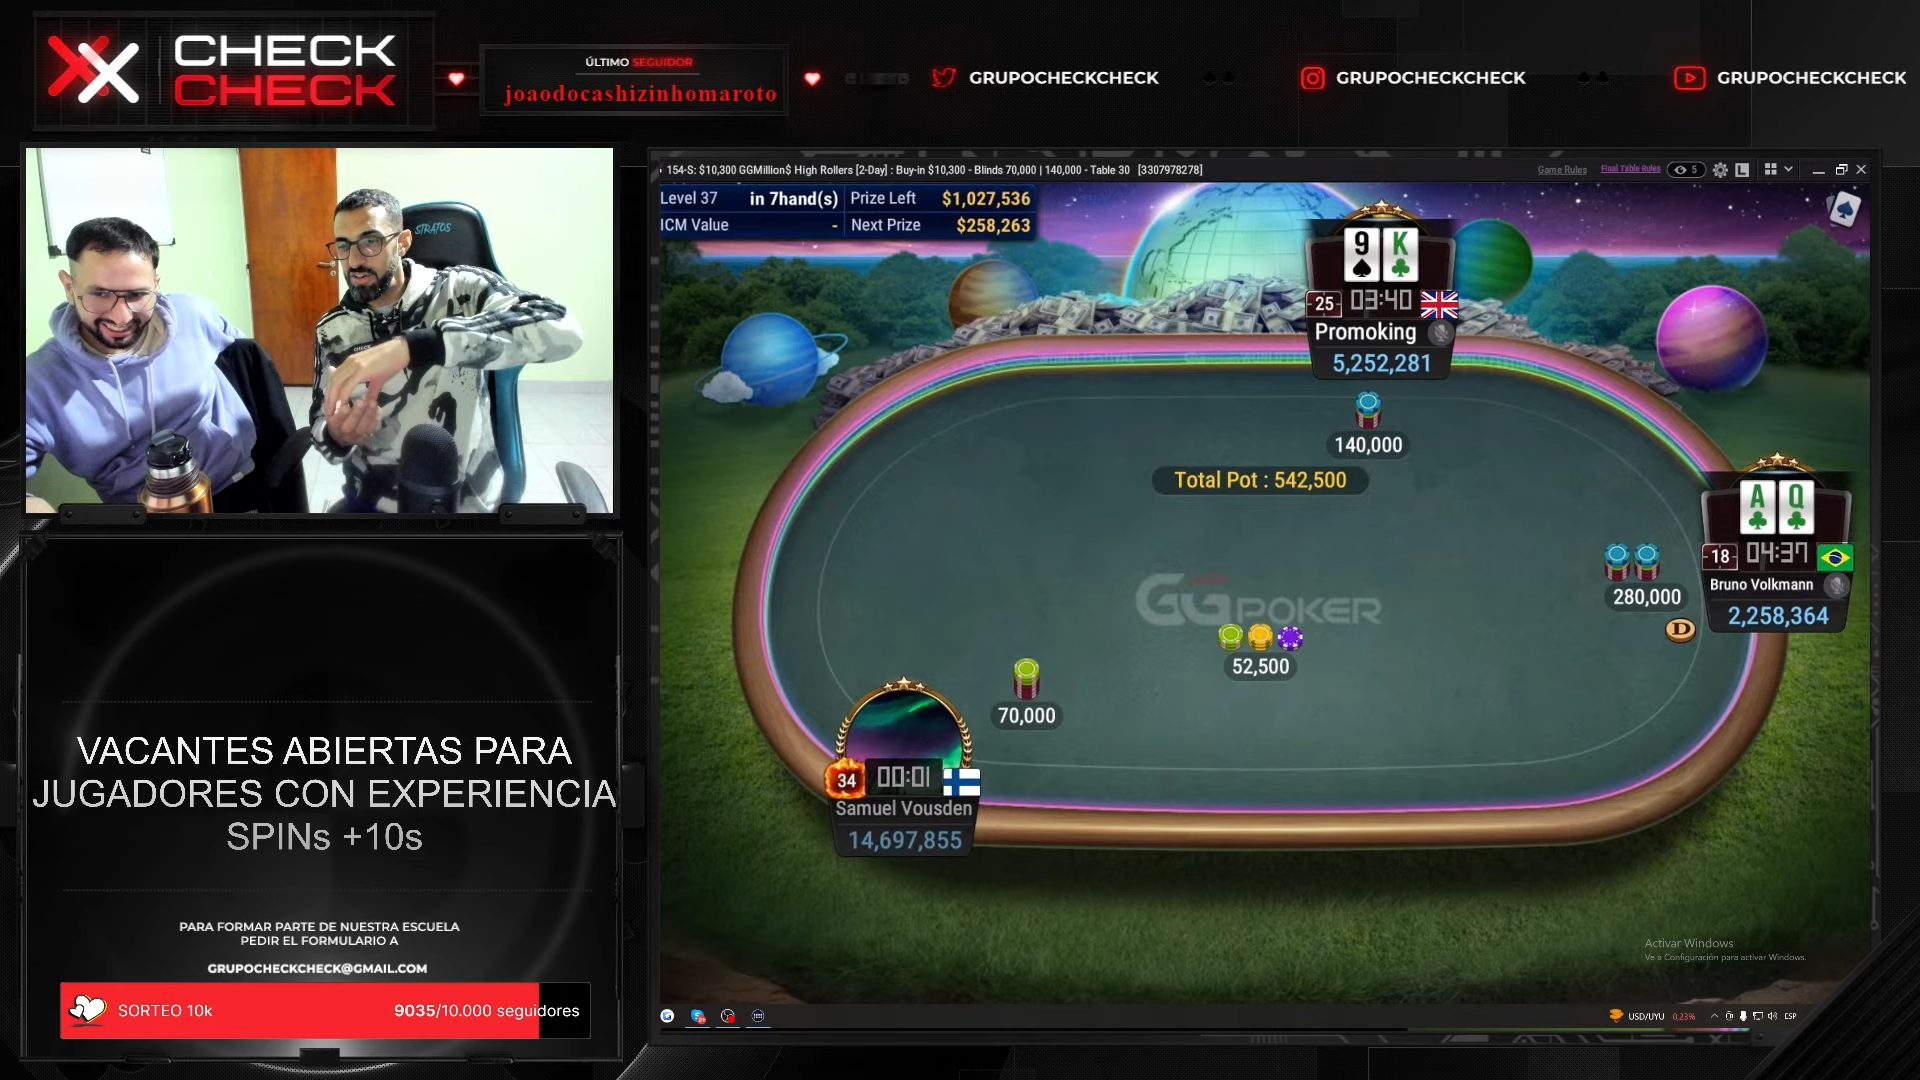 CHECK
CHECK
ÚLTIMO SEGUIDOR
joaodocashizinhomaroto
GRUPOCHECKCHECK
GRUPOCHECKCHECK
GRUPOCHECKCHECK
154-S: $10,300 GGMillion$ High Rollers [2-Day] : Buy-in $10,300 - Blinds 70,000 | 140,000 - Table 30 [3307978278]
Game Rules
Final Table Rules
5
Level 37 in 7hand(s)
Prize Left $1,027,536
ICM Value -
Next Prize $258,263
STRATOS
9 K
25 03:40
Promoking
5,252,281
140,000
Total Pot : 542,500
A Q
18 04:37
Bruno Volkmann
2,258,364
280,000
D
GGPOKER
52,500
70,000
34 00:01
Samuel Vousden
14,697,855
VACANTES ABIERTAS PARA
JUGADORES CON EXPERIENCIA
SPINs +10s
PARA FORMAR PARTE DE NUESTRA ESCUELA
PEDIR EL FORMULARIO A
GRUPOCHECKCHECK@GMAIL.COM
SORTEO 10k 9035/10.000 seguidores
Activar Windows
Ve a Configuración para activar Windows.
USD/UYU -0,23%
ESP